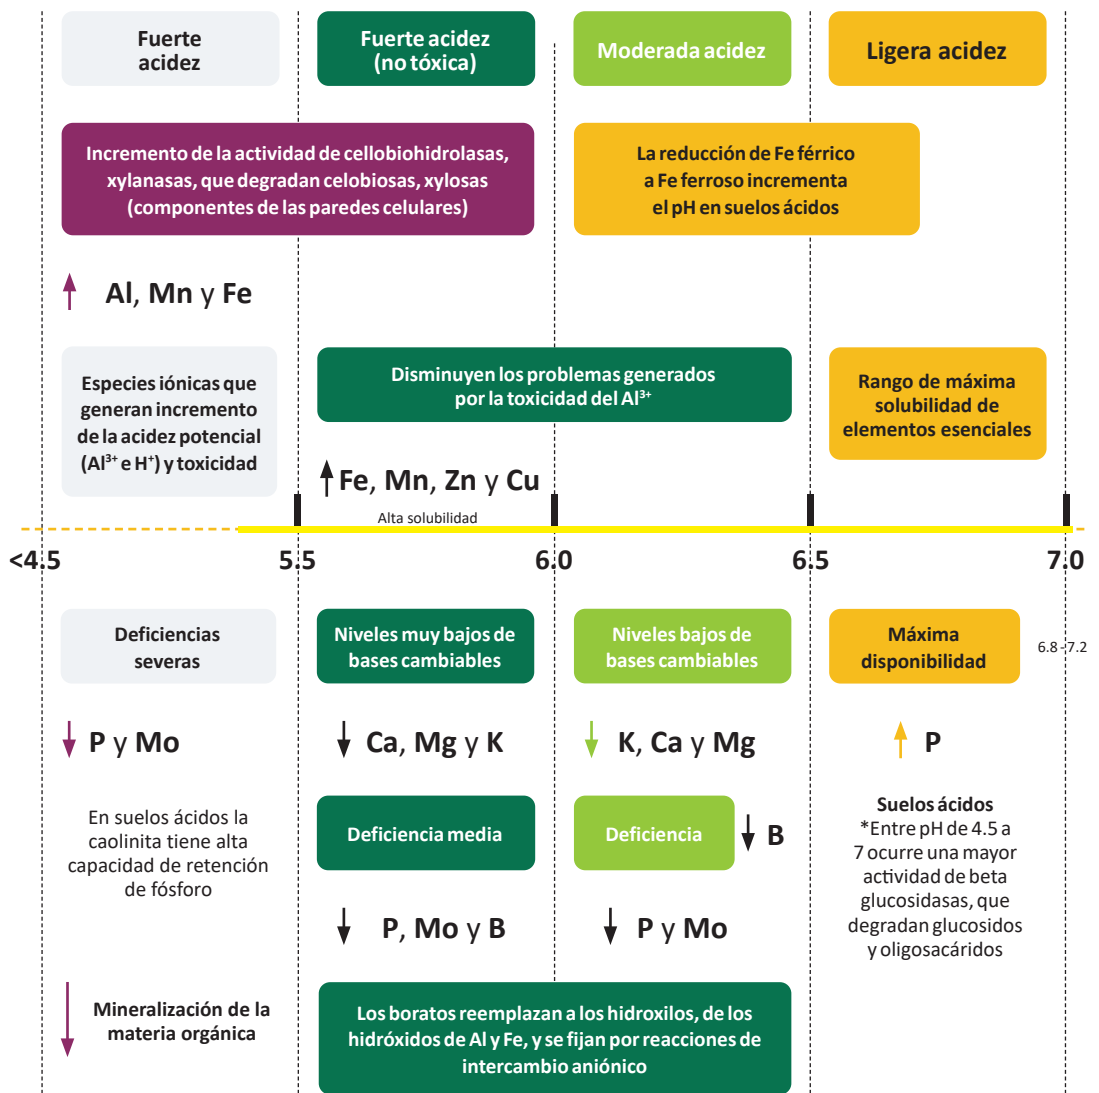 Fuerte
acidez
Fuerte acidez
(no tóxica)
Moderada acidez
Ligera acidez
Incremento de la actividad de cellobiohidrolasas,
xylanasas, que degradan celobiosas, xylosas
(componentes de las paredes celulares)
La reducción de Fe férrico
a Fe ferroso incrementa
el pH en suelos ácidos
Al, Mn y Fe
Especies iónicas que
generan incremento
de la acidez potencial
(Al³⁺ e H⁺) y toxicidad
Disminuyen los problemas generados
por la toxicidad del Al³⁺
Rango de máxima
solubilidad de
elementos esenciales
Fe, Mn, Zn y Cu
Alta solubilidad
<4.5 5.5 6.0 6.5 7.0
Deficiencias
severas
Niveles muy bajos de
bases cambiables
Niveles bajos de
bases cambiables
Máxima
disponibilidad
6.8 - 7.2
P y Mo
Ca, Mg y K
K, Ca y Mg
P
En suelos ácidos la
caolinita tiene alta
capacidad de retención
de fósforo
Deficiencia media
Deficiencia
B
Suelos ácidos
*Entre pH de 4.5 a
7 ocurre una mayor
actividad de beta
glucosidasas, que
degradan glucosidos
y oligosacáridos
P, Mo y B
P y Mo
Mineralización de la
materia orgánica
Los boratos reemplazan a los hidroxilos, de los
hidróxidos de Al y Fe, y se fijan por reacciones de
intercambio aniónico